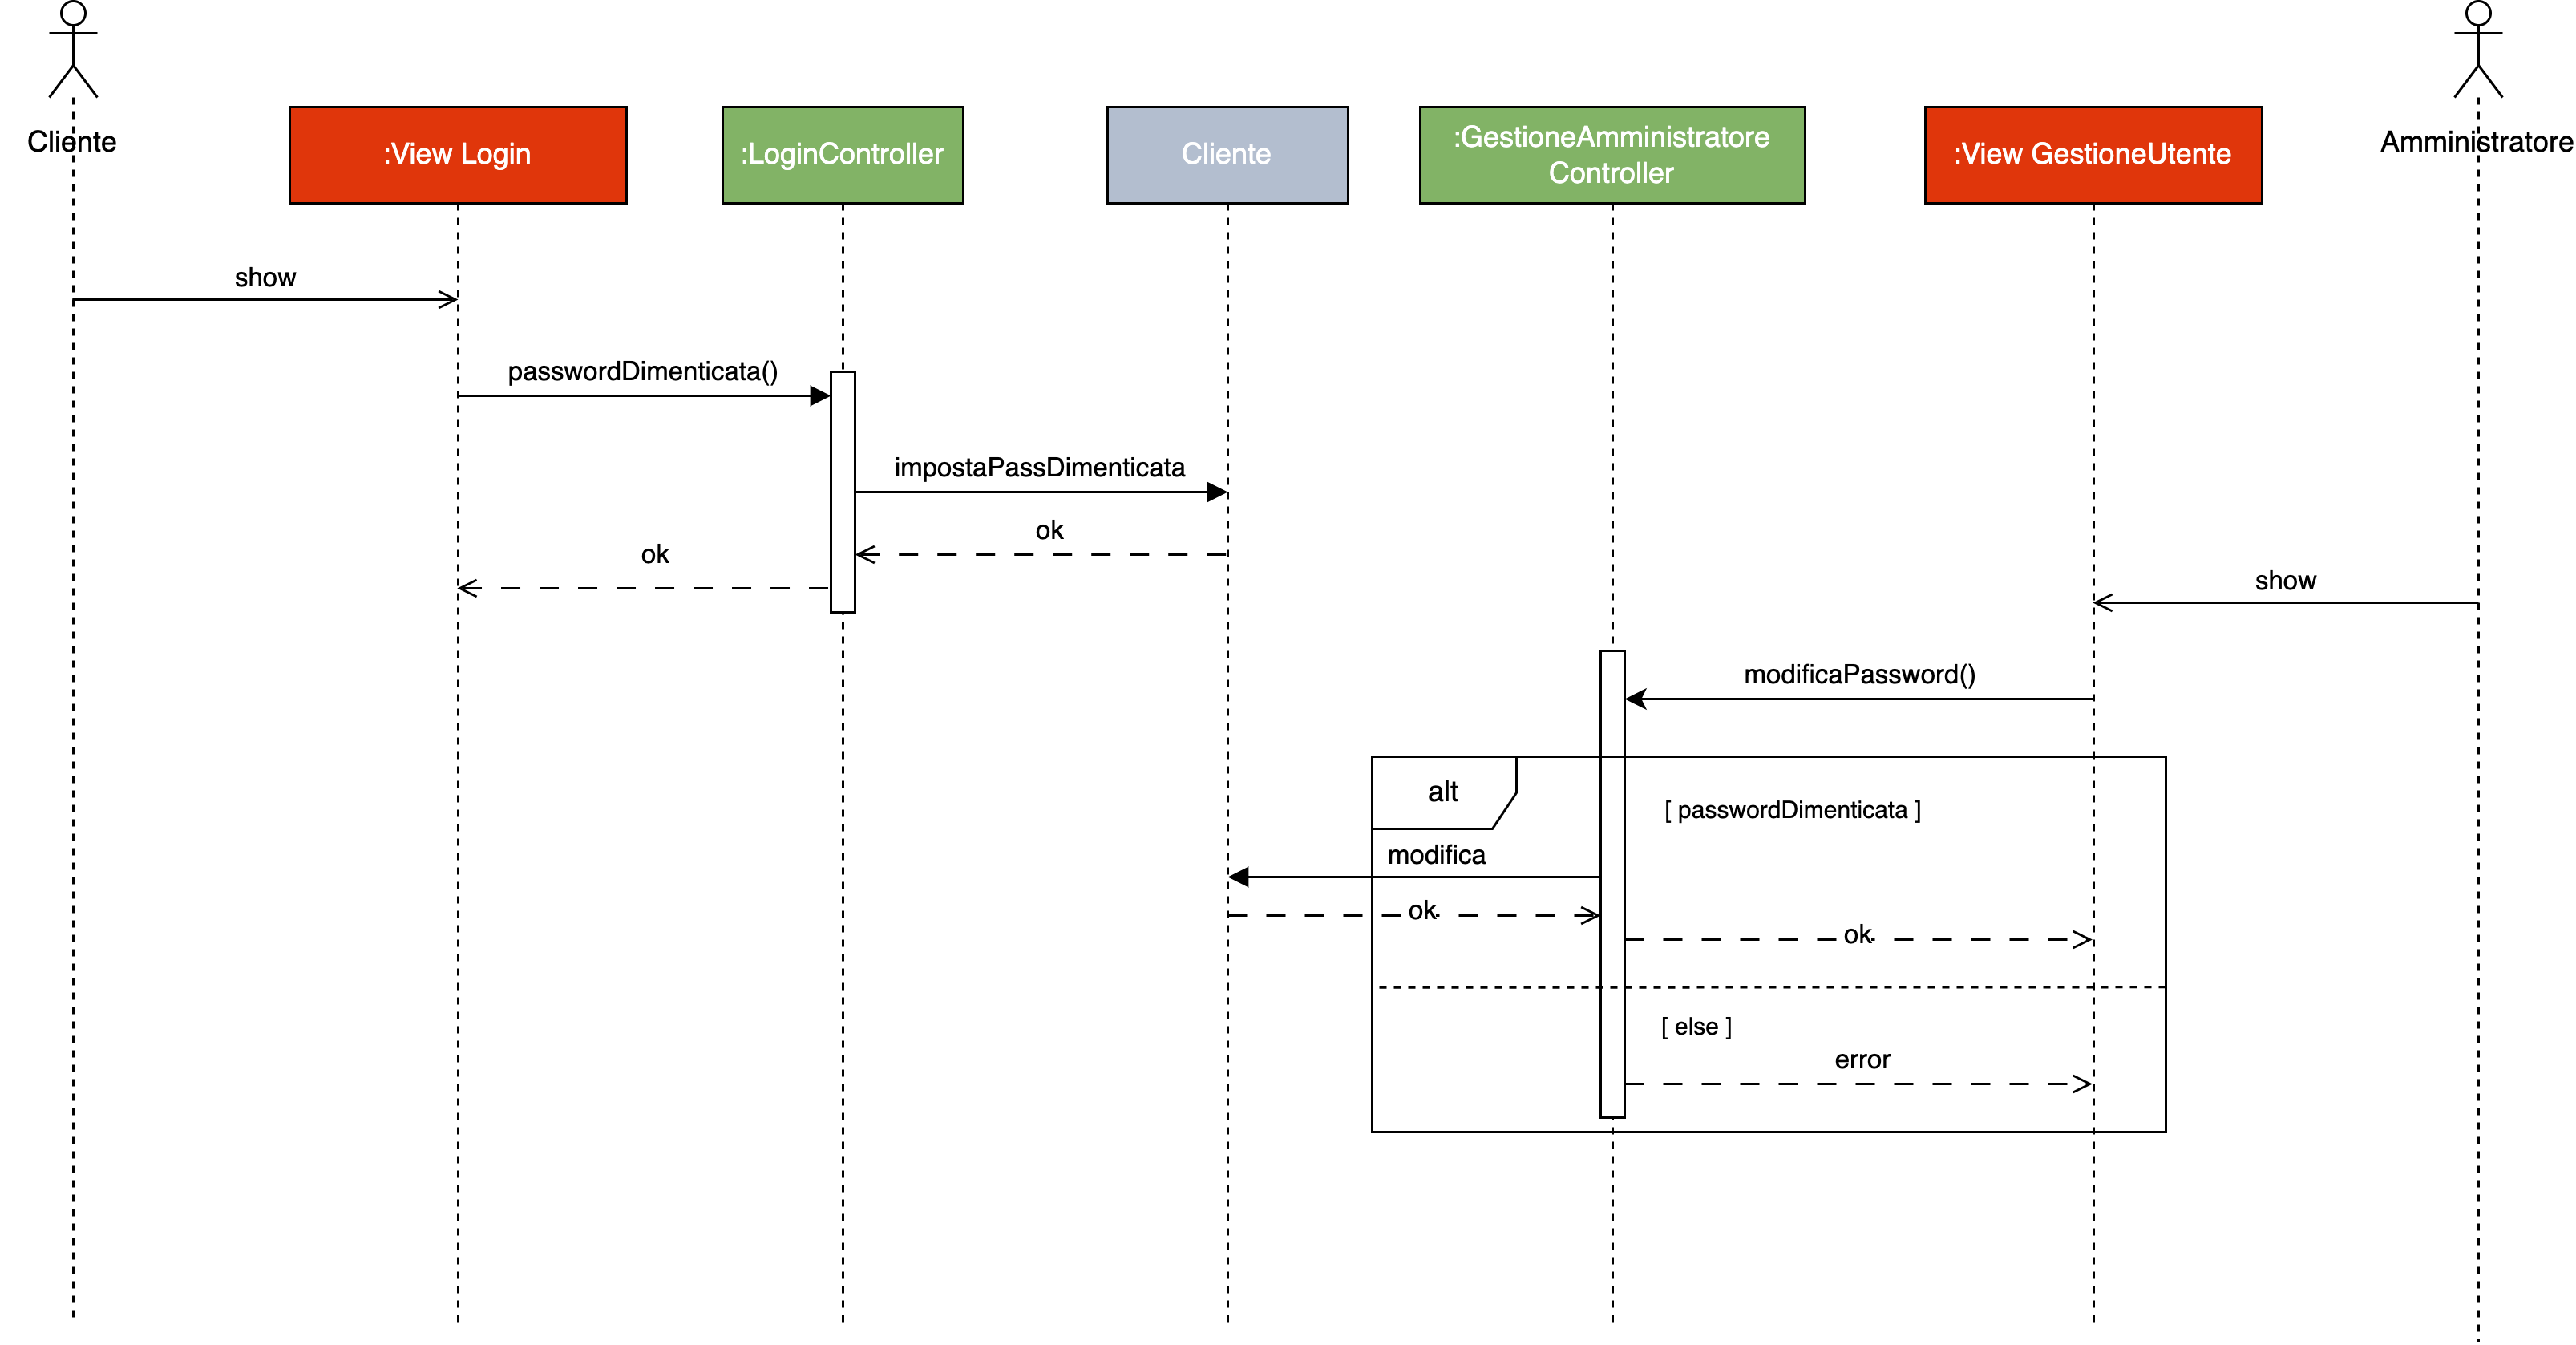 Cliente
:View Login
:LoginController
Cliente
:GestioneAmministratore
Controller
:View GestioneUtente
Amministratore
show
passwordDimenticata()
impostaPassDimenticata
ok
ok
show
modificaPassword()
alt
[ passwordDimenticata ]
modifica
ok
ok
[ else ]
error